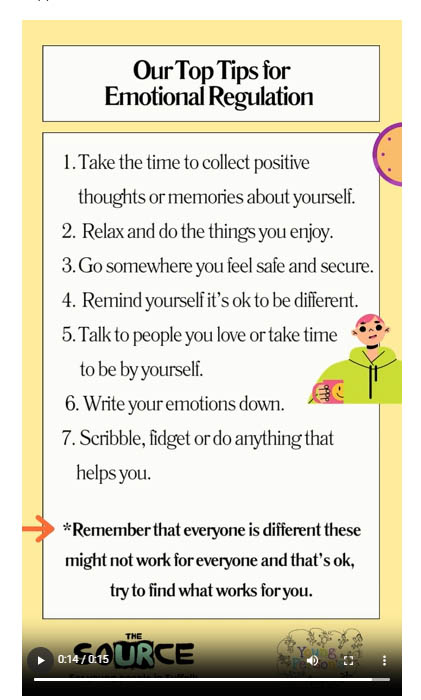 Our Top Tips for
Emotional Regulation
1. Take the time to collect positive
thoughts or memories about yourself.
2. Relax and do the things you enjoy.
3. Go somewhere you feel safe and secure.
4. Remind yourself it's ok to be different.
5. Talk to people you love or take time
to be by yourself.
6. Write your emotions down.
7. Scribble, fidget or do anything that
helps you.
*Remember that everyone is different these
might not work for everyone and that's ok,
try to find what works for you.
THE
SOURCE
Young
0:14 / 0:15